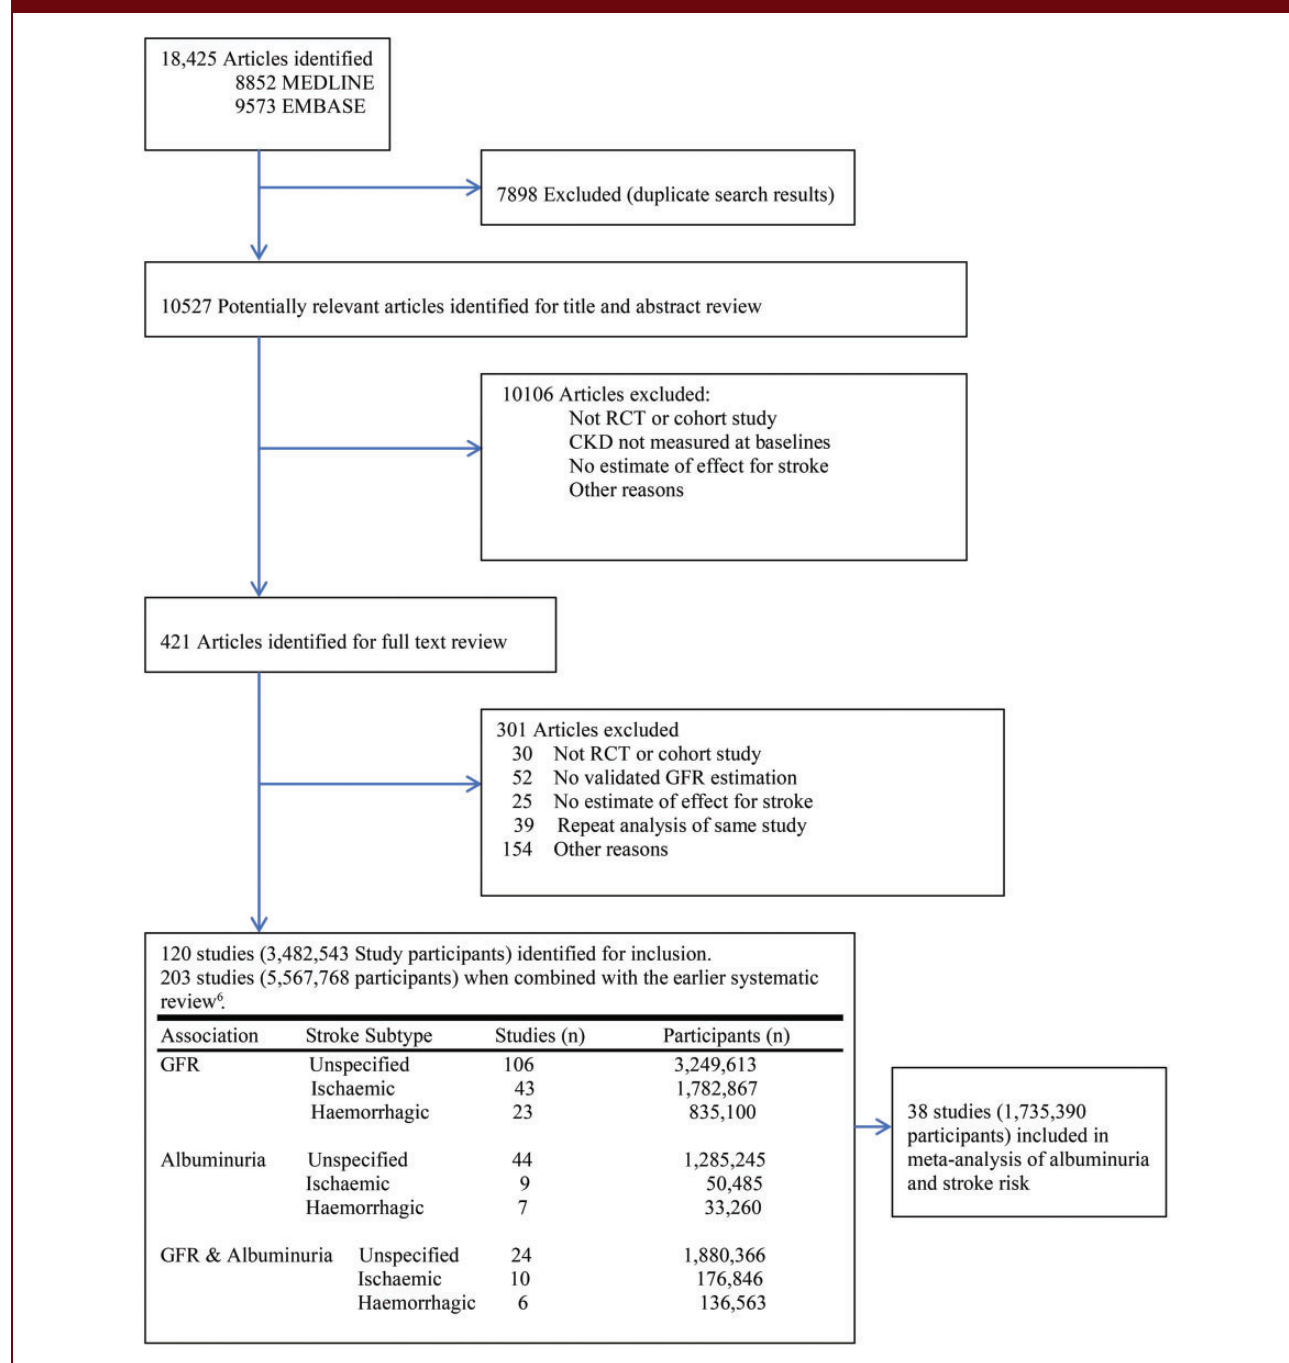 18,425 Articles identified
8852 MEDLINE
9573 EMBASE
7898 Excluded (duplicate search results)
10527 Potentially relevant articles identified for title and abstract review
10106 Articles excluded:
Not RCT or cohort study
CKD not measured at baselines
No estimate of effect for stroke
Other reasons
421 Articles identified for full text review
301 Articles excluded
30 Not RCT or cohort study
52 No validated GFR estimation
25 No estimate of effect for stroke
39 Repeat analysis of same study
154 Other reasons
120 studies (3,482,543 Study participants) identified for inclusion.
203 studies (5,567,768 participants) when combined with the earlier systematic
review⁶.
Association Stroke Subtype Studies (n) Participants (n)
GFR Unspecified 106 3,249,613
Ischaemic 43 1,782,867
Haemorrhagic 23 835,100
Albuminuria Unspecified 44 1,285,245
Ischaemic 9 50,485
Haemorrhagic 7 33,260
GFR & Albuminuria Unspecified 24 1,880,366
Ischaemic 10 176,846
Haemorrhagic 6 136,563
38 studies (1,735,390
participants) included in
meta-analysis of albuminuria
and stroke risk